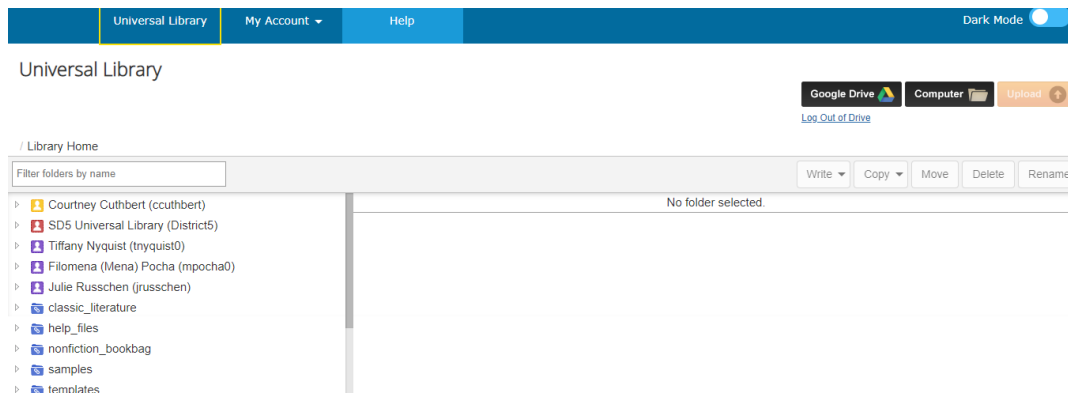 Universal Library My Account Help Dark Mode
Universal Library
Google Drive Computer Upload
Log Out of Drive
/ Library Home
Filter folders by name Write Copy Move Delete Rename
Courtney Cuthbert (ccuthbert) No folder selected.
SD5 Universal Library (District5)
Tiffany Nyquist (tnyquist0)
Filomena (Mena) Pocha (mpocha0)
Julie Russchen (jrusschen)
classic_literature
help_files
nonfiction_bookbag
samples
templates